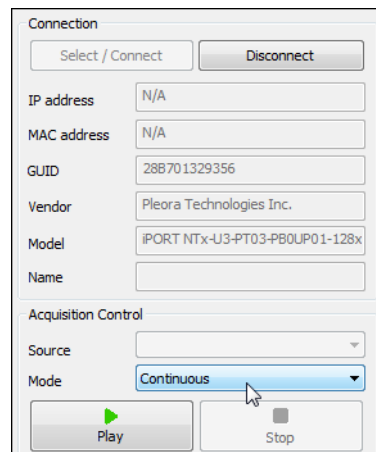 Connection
Select / Connect Disconnect
IP address N/A
MAC address N/A
GUID 28B701329356
Vendor Pleora Technologies Inc.
Model iPORT NTx-U3-PT03-PB0UP01-128x
Name
Acquisition Control
Source
Mode Continuous
Play Stop